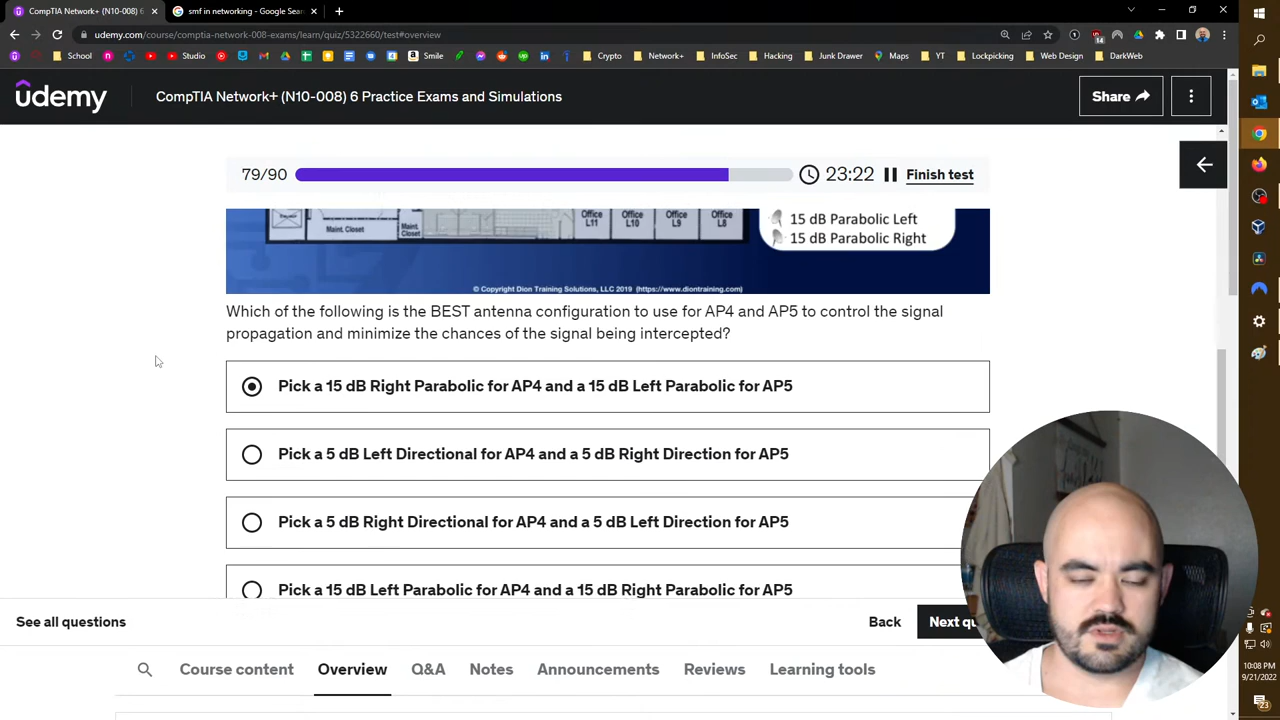 CompTIA Network+ (N10-008) 6
smf in networking - Google Sear
udemy.com/course/comptia-network-008-exams/learn/quiz/5322660/test#overview
School
Studio
Smile
Crypto
Network+
InfoSec
Hacking
Junk Drawer
Maps
YT
Lockpicking
Web Design
DarkWeb
udemy
CompTIA Network+ (N10-008) 6 Practice Exams and Simulations
Share
79/90
23:22
Finish test
Maint. Closet
Maint.
Closet
Office
L11
Office
L10
Office
L9
Office
L8
15 dB Parabolic Left
15 dB Parabolic Right
© Copyright Dion Training Solutions, LLC 2019 (https://www.diontraining.com)
Which of the following is the BEST antenna configuration to use for AP4 and AP5 to control the signal
propagation and minimize the chances of the signal being intercepted?
Pick a 15 dB Right Parabolic for AP4 and a 15 dB Left Parabolic for AP5
Pick a 5 dB Left Directional for AP4 and a 5 dB Right Direction for AP5
Pick a 5 dB Right Directional for AP4 and a 5 dB Left Direction for AP5
Pick a 15 dB Left Parabolic for AP4 and a 15 dB Right Parabolic for AP5
See all questions
Back
Next qu
Course content
Overview
Q&A
Notes
Announcements
Reviews
Learning tools
10:08 PM
9/21/2022
23